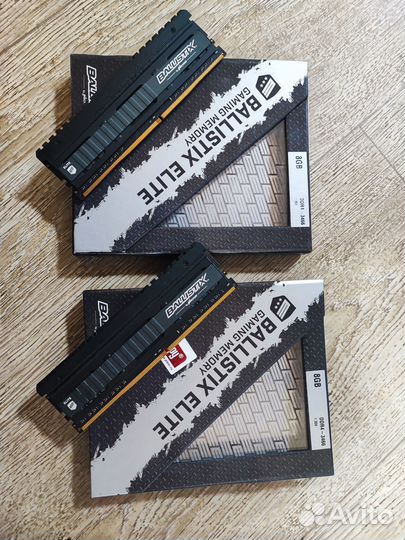 BALLISTIX
BALLISTIX ELITE
GAMING MEMORY
8GB
DDR4 - 3466
BALLISTIX
BALLISTIX ELITE
GAMING MEMORY
8GB
DDR4 - 3466
Avito